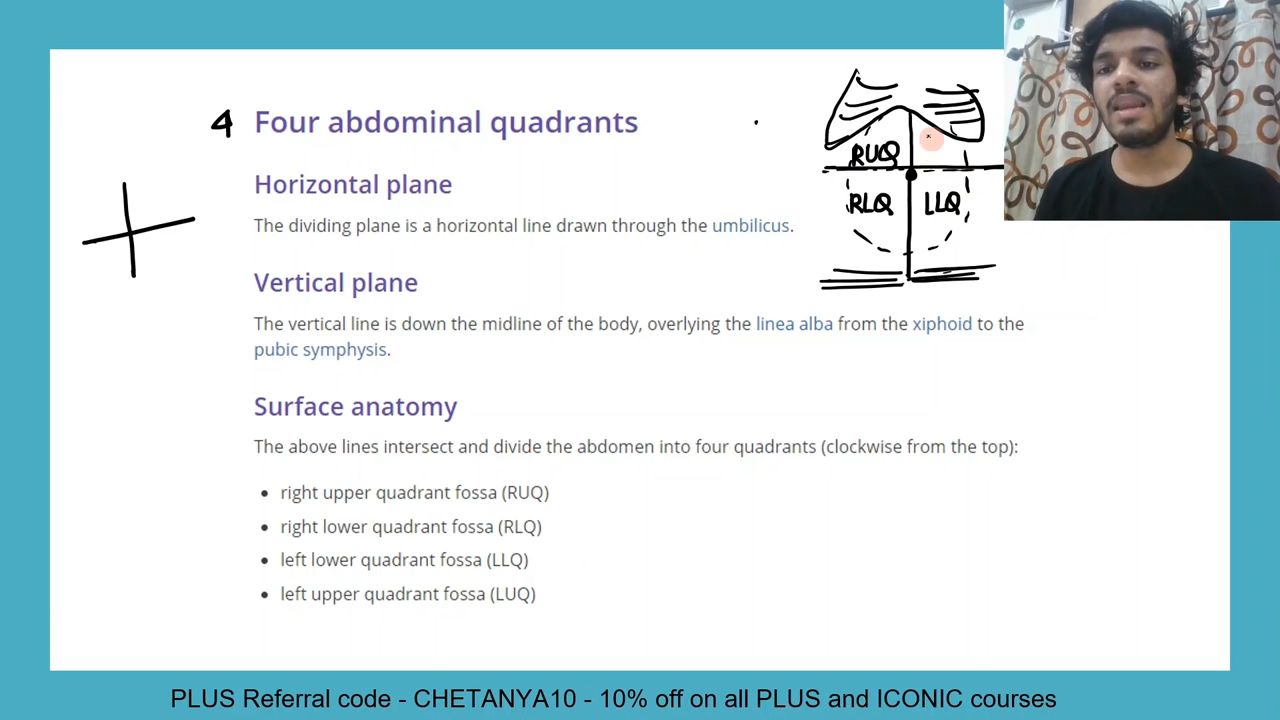 4 Four abdominal quadrants
RUQ
RLQ LLQ
Horizontal plane
The dividing plane is a horizontal line drawn through the umbilicus.
Vertical plane
The vertical line is down the midline of the body, overlying the linea alba from the xiphoid to the
pubic symphysis.
Surface anatomy
The above lines intersect and divide the abdomen into four quadrants (clockwise from the top):
• right upper quadrant fossa (RUQ)
• right lower quadrant fossa (RLQ)
• left lower quadrant fossa (LLQ)
• left upper quadrant fossa (LUQ)
PLUS Referral code - CHETANYA10 - 10% off on all PLUS and ICONIC courses